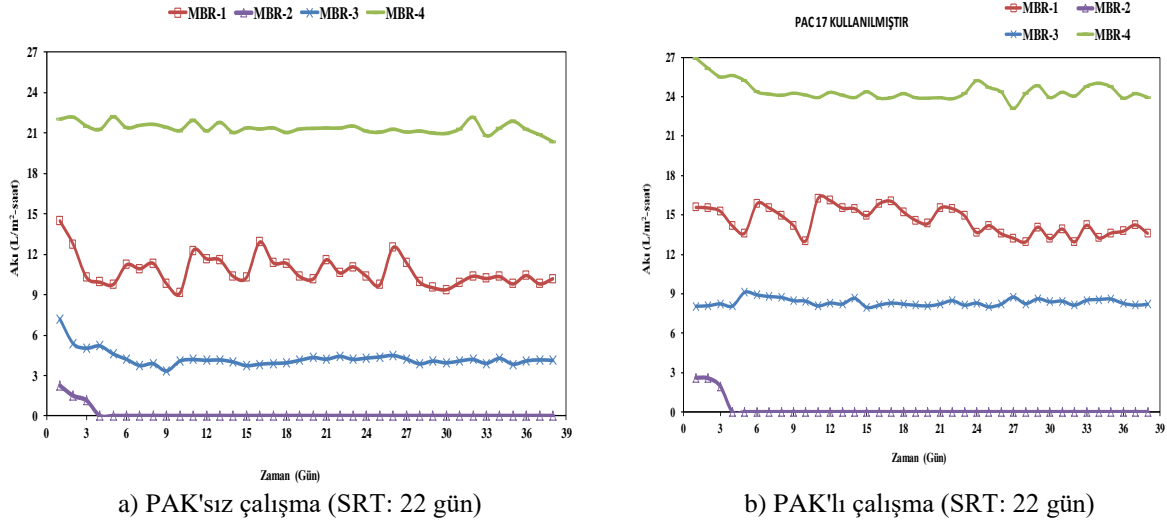 MBR-1 MBR-2 MBR-3 MBR-4
27
24
21
18
15
12
9
6
3
0
0 3 6 9 12 15 18 21 24 27 30 33 36 39
Akı (L/m²-saat)
Zaman (Gün)
a) PAK'sız çalışma (SRT: 22 gün)
PAC 17 KULLANILMIŞTIR
MBR-1 MBR-2
MBR-3 MBR-4
27
24
21
18
15
12
9
6
3
0
0 3 6 9 12 15 18 21 24 27 30 33 36 39
Akı (L/m²-saat)
Zaman (Gün)
b) PAK'lı çalışma (SRT: 22 gün)